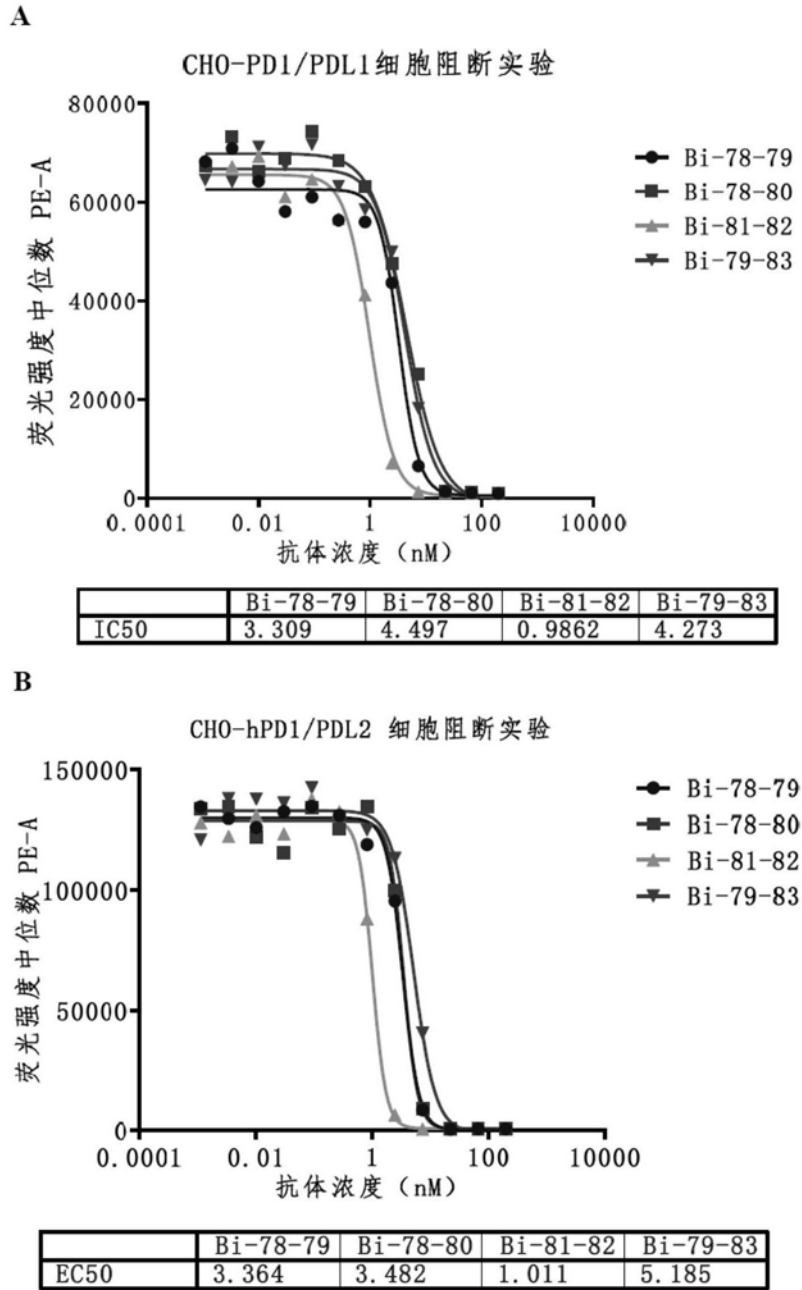 A
CHO-PD1/PDL1细胞阻断实验
80000
60000
40000
20000
0
荧光强度中位数 PE-A
0.0001 0.01 1 100 10000
抗体浓度（nM）
Bi-78-79
Bi-78-80
Bi-81-82
Bi-79-83
Bi-78-79 Bi-78-80 Bi-81-82 Bi-79-83
IC50 3.309 4.497 0.9862 4.273
B
CHO-hPD1/PDL2 细胞阻断实验
150000
100000
50000
0
荧光强度中位数 PE-A
0.0001 0.01 1 100 10000
抗体浓度（nM）
Bi-78-79
Bi-78-80
Bi-81-82
Bi-79-83
Bi-78-79 Bi-78-80 Bi-81-82 Bi-79-83
EC50 3.364 3.482 1.011 5.185